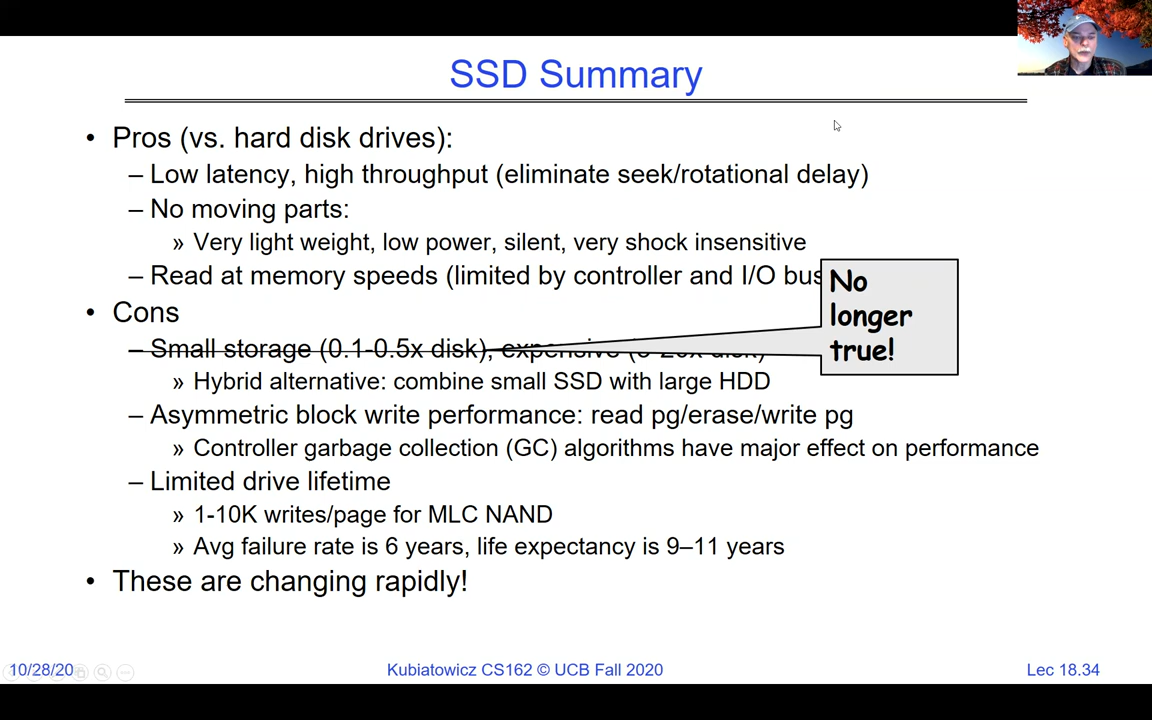 SSD Summary
• Pros (vs. hard disk drives):
– Low latency, high throughput (eliminate seek/rotational delay)
– No moving parts:
» Very light weight, low power, silent, very shock insensitive
– Read at memory speeds (limited by controller and I/O bus
• Cons
– Small storage (0.1-0.5x disk), expensive
» Hybrid alternative: combine small SSD with large HDD
– Asymmetric block write performance: read pg/erase/write pg
» Controller garbage collection (GC) algorithms have major effect on performance
– Limited drive lifetime
» 1-10K writes/page for MLC NAND
» Avg failure rate is 6 years, life expectancy is 9–11 years
• These are changing rapidly!
No
longer
true!
10/28/20
Kubiatowicz CS162 © UCB Fall 2020
Lec 18.34